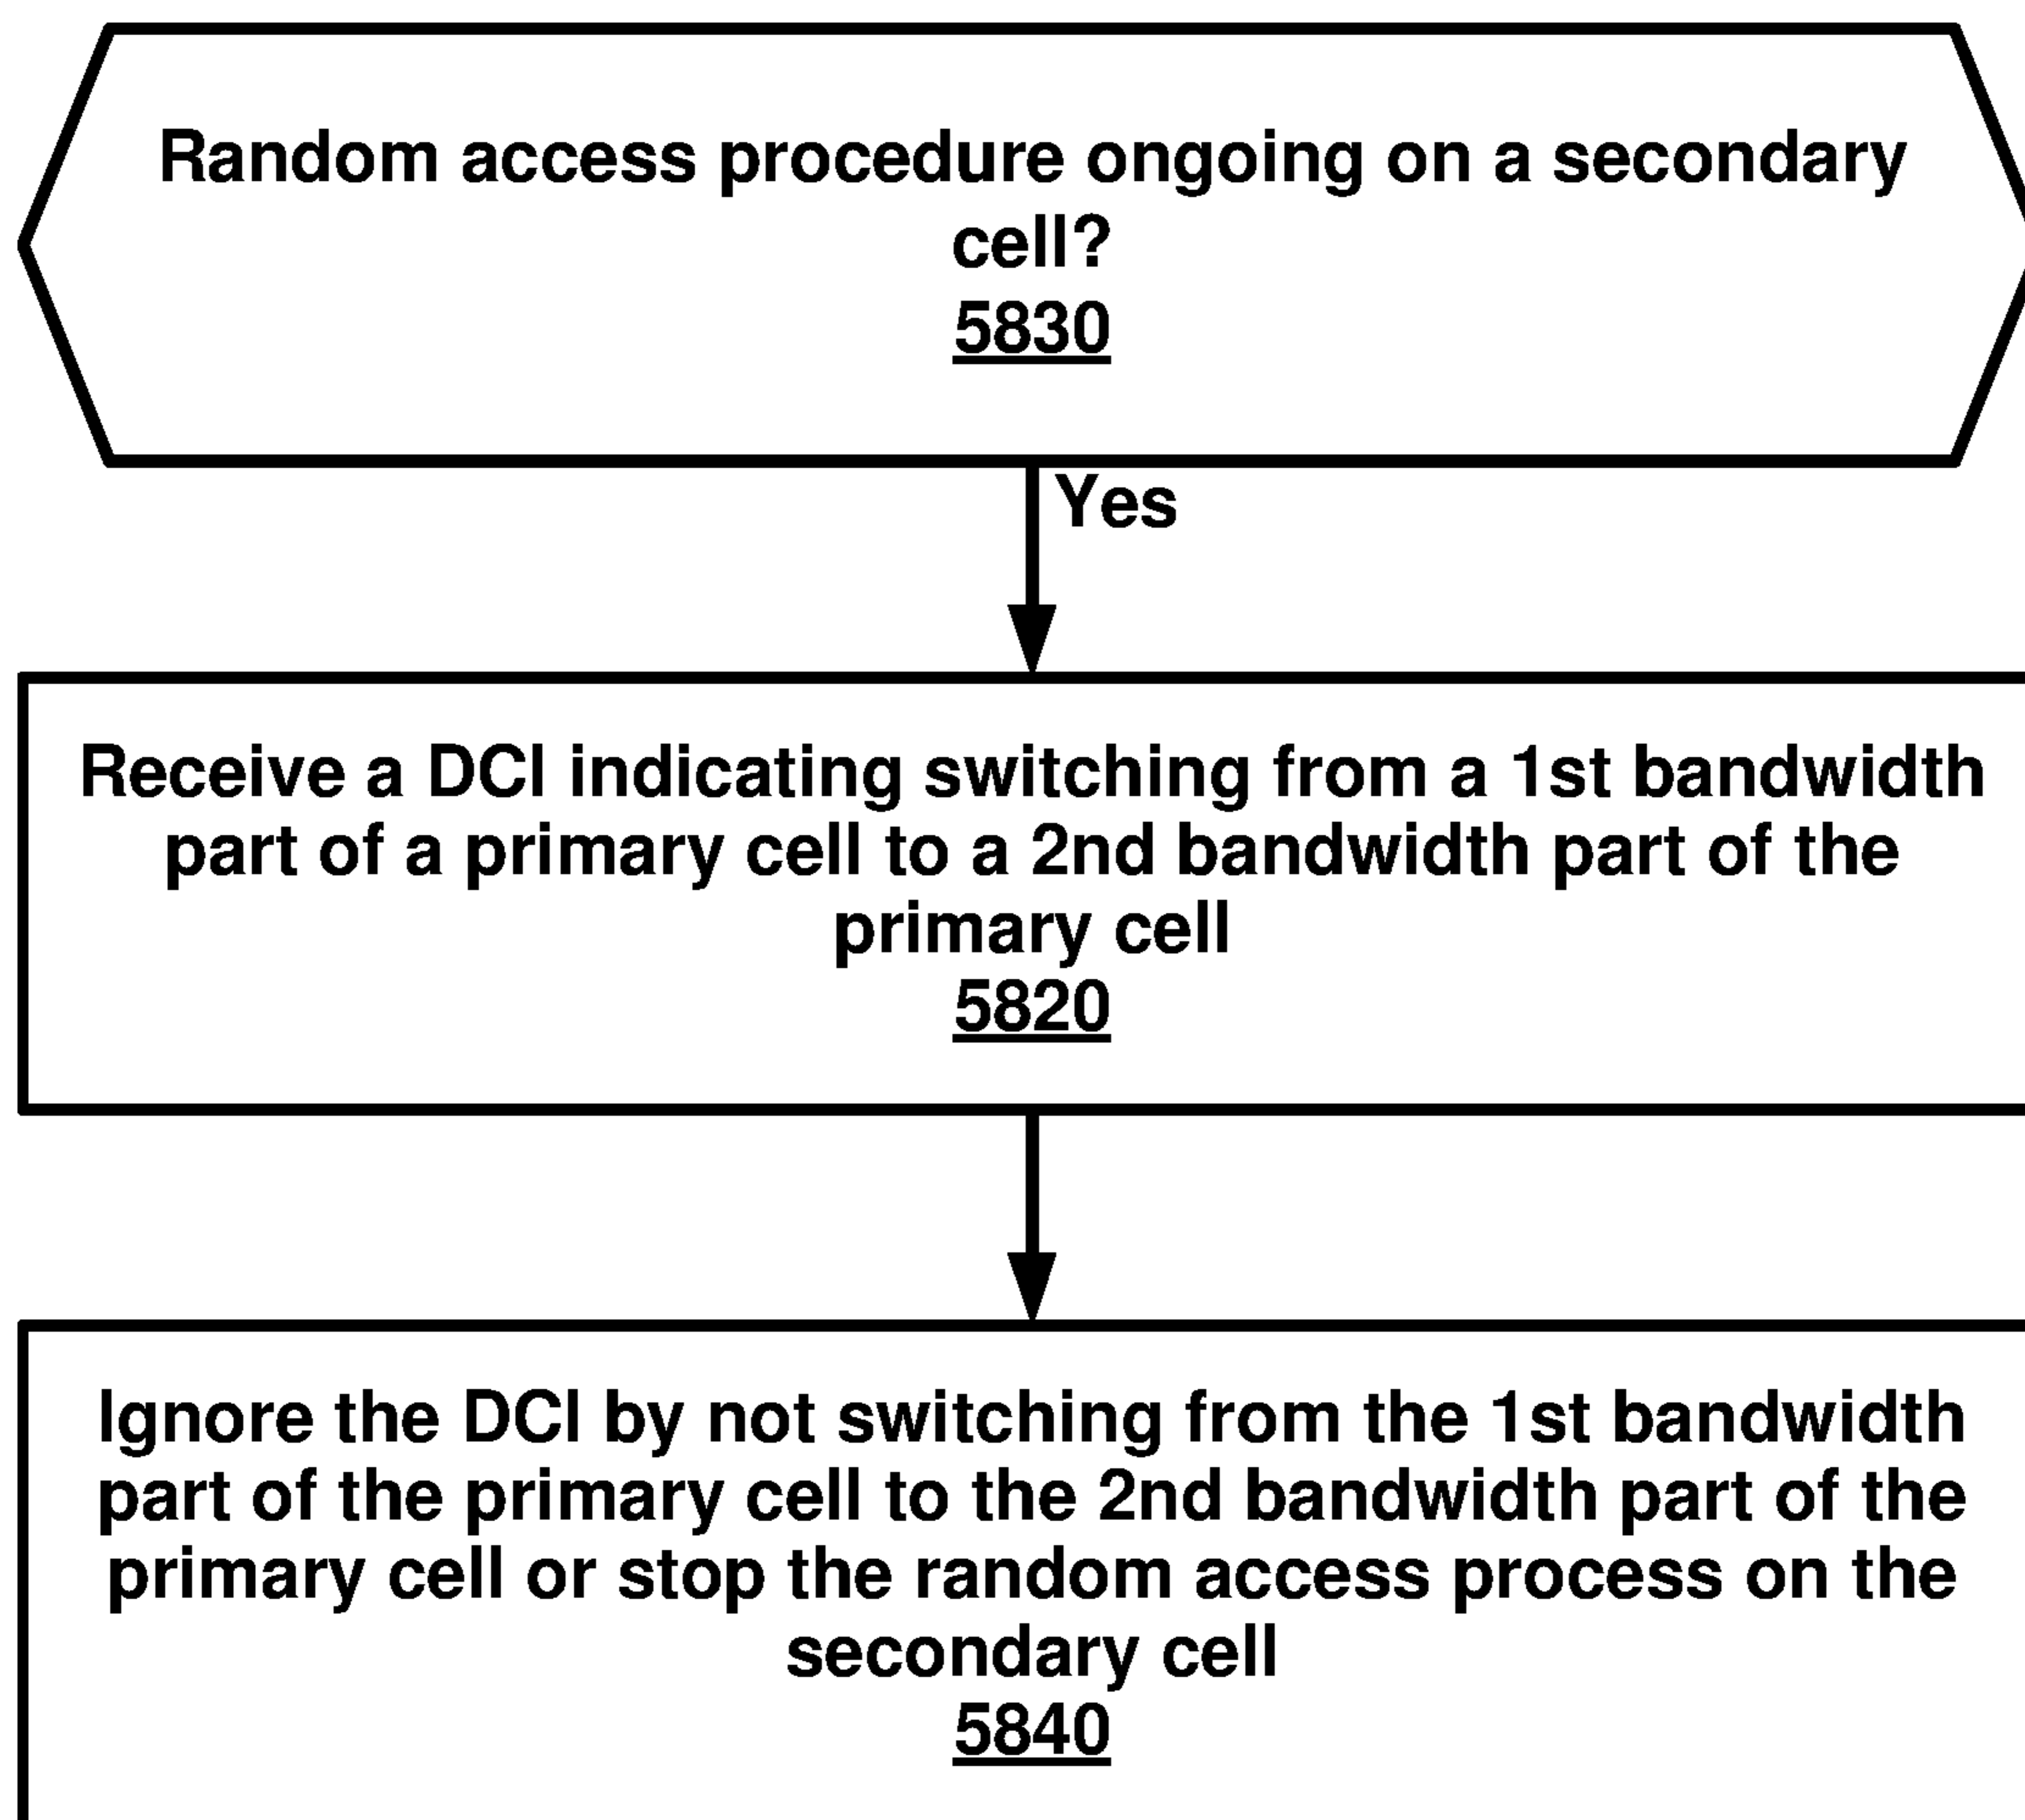 Random access procedure ongoing on a secondary
cell?
5830
Yes
Receive a DCI indicating switching from a 1st bandwidth
part of a primary cell to a 2nd bandwidth part of the
primary cell
5820
Ignore the DCI by not switching from the 1st bandwidth
part of the primary cell to the 2nd bandwidth part of the
primary cell or stop the random access process on the
secondary cell
5840